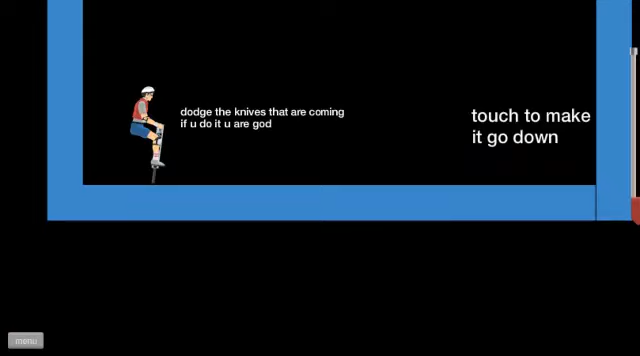 dodge the knives that are coming
if u do it u are god
touch to make
it go down
menu